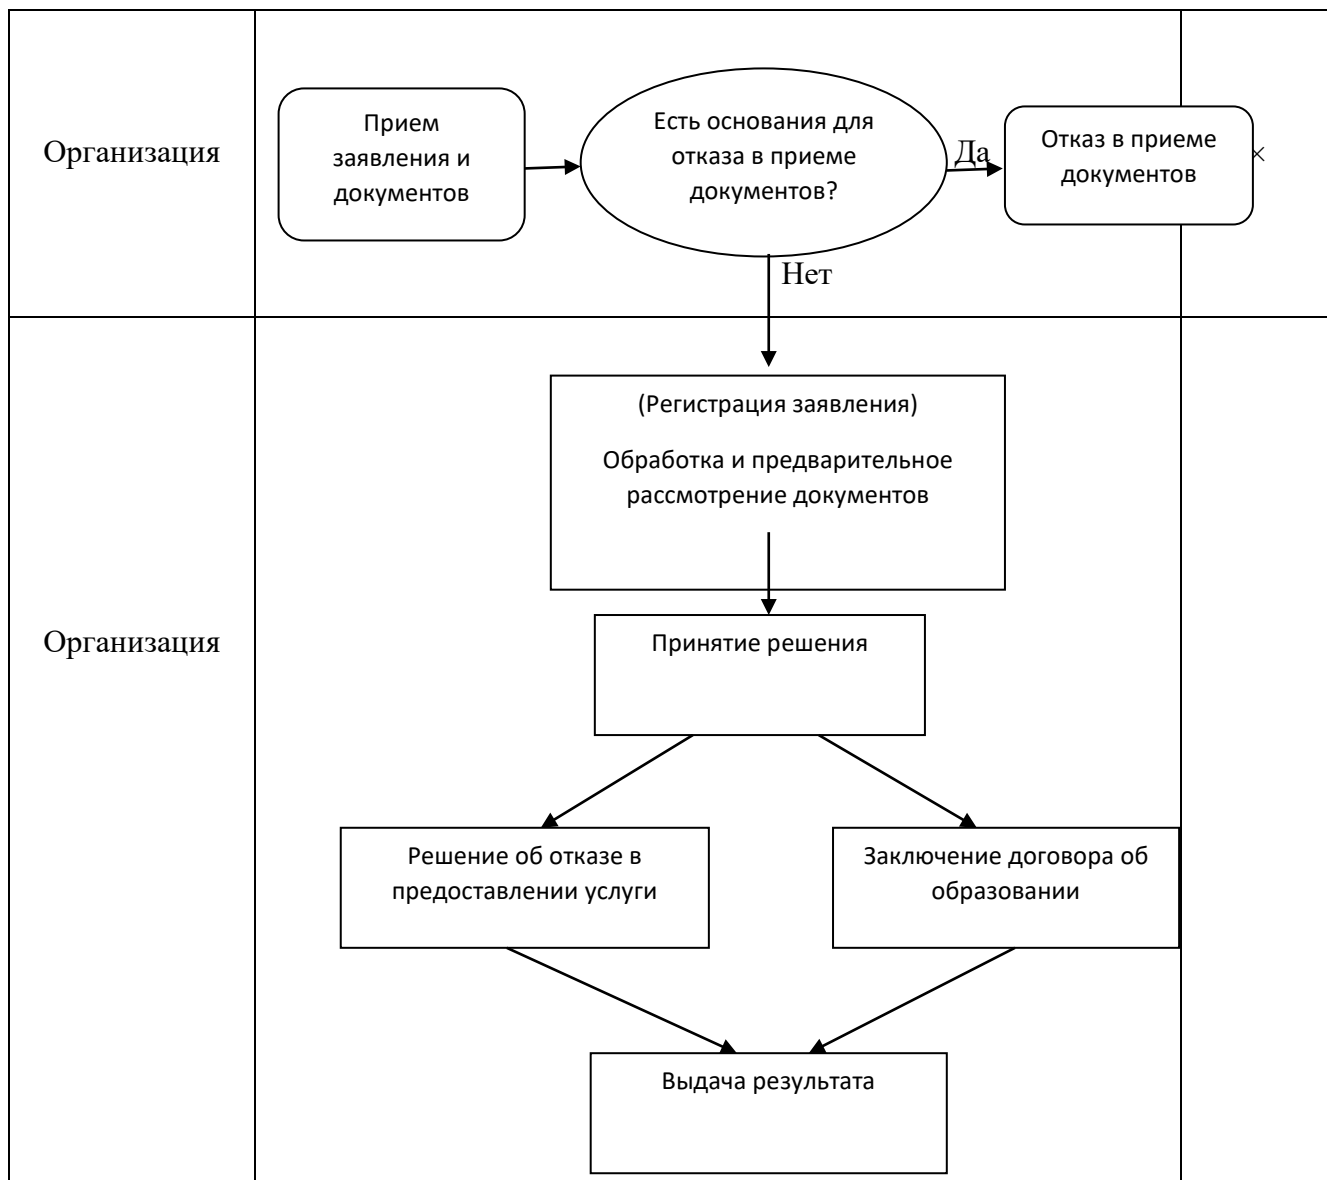 Организация
Прием
заявления и
документов
Есть основания для
отказа в приеме
документов?
Да
Отказ в приеме
документов
×
Нет
(Регистрация заявления)
Обработка и предварительное
рассмотрение документов
Организация
Принятие решения
Решение об отказе в
предоставлении услуги
Заключение договора об
образовании
Выдача результата